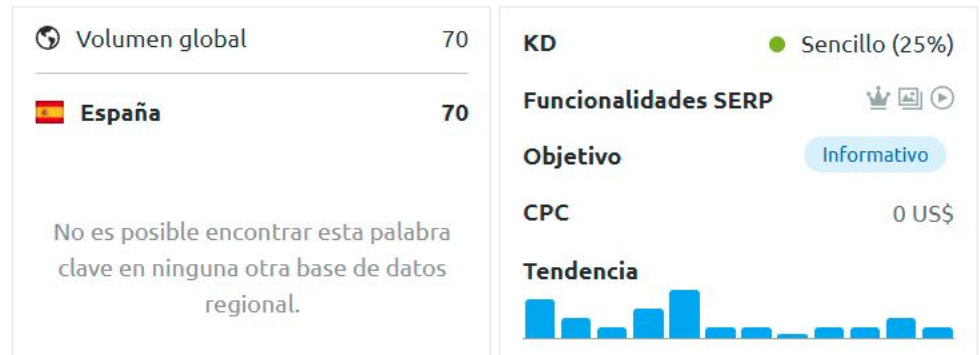 Volumen global 70
España 70
No es posible encontrar esta palabra
clave en ninguna otra base de datos
regional.
KD Sencillo (25%)
Funcionalidades SERP
Objetivo Informativo
CPC 0 US$
Tendencia